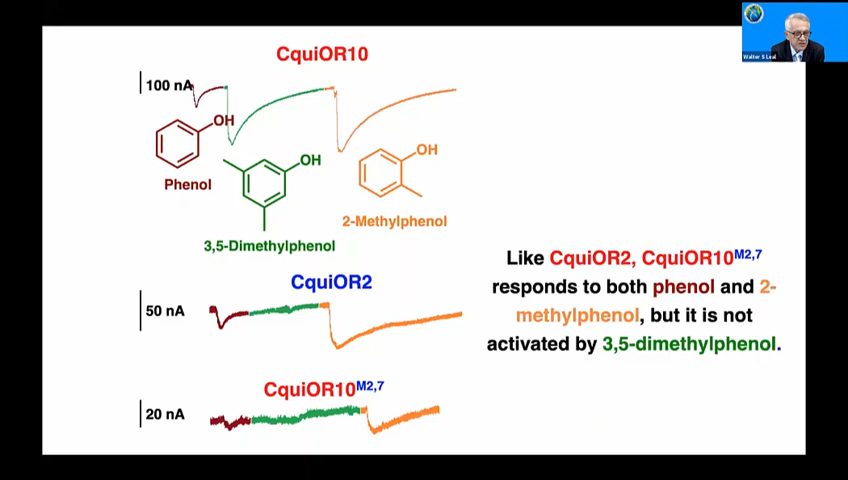 CquiOR10
100 nA
OH
Phenol
OH
3,5-Dimethylphenol
OH
2-Methylphenol
CquiOR2
50 nA
CquiOR10M2,7
20 nA
Like CquiOR2, CquiOR10M2,7
responds to both phenol and 2-
methylphenol, but it is not
activated by 3,5-dimethylphenol.
Walter S Leal